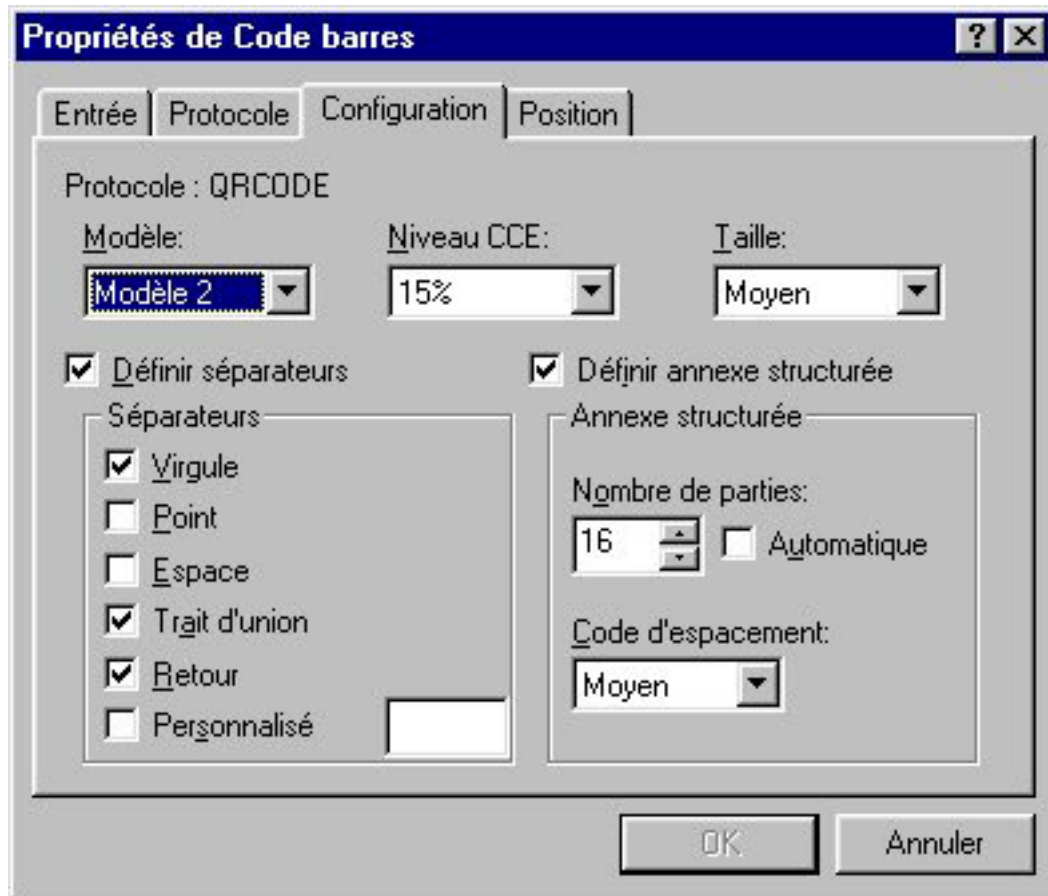 Propriétés de Code barres
Entrée Protocole Configuration Position
Protocole : QRCODE
Modèle: Niveau CCE: Taille:
Modèle 2 15% Moyen
Définir séparateurs Définir annexe structurée
Séparateurs Annexe structurée
Virgule
Point
Espace
Trait d'union
Retour
Personnalisé
Nombre de parties:
16 Automatique
Code d'espacement:
Moyen
OK Annuler